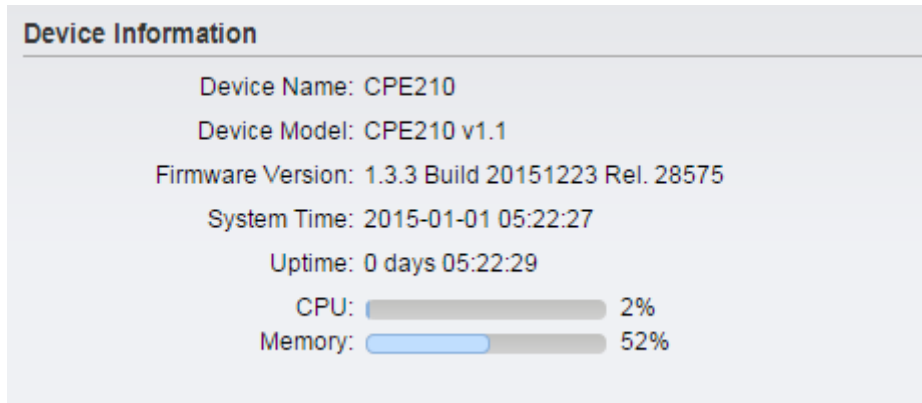 Device Information
Device Name: CPE210
Device Model: CPE210 v1.1
Firmware Version: 1.3.3 Build 20151223 Rel. 28575
System Time: 2015-01-01 05:22:27
Uptime: 0 days 05:22:29
CPU: 2%
Memory: 52%